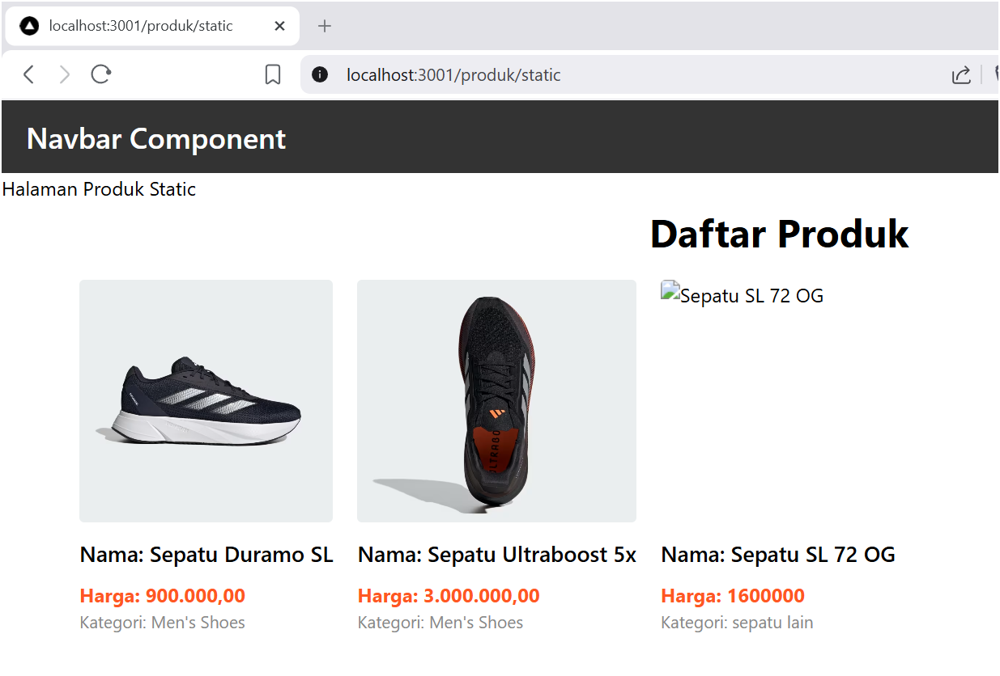 localhost:3001/produk/static
localhost:3001/produk/static
Navbar Component
Halaman Produk Static
Daftar Produk
Sepatu SL 72 OG
ULTRABO
Nama: Sepatu Duramo SL
Harga: 900.000,00
Kategori: Men's Shoes
Nama: Sepatu Ultraboost 5x
Harga: 3.000.000,00
Kategori: Men's Shoes
Nama: Sepatu SL 72 OG
Harga: 1600000
Kategori: sepatu lain